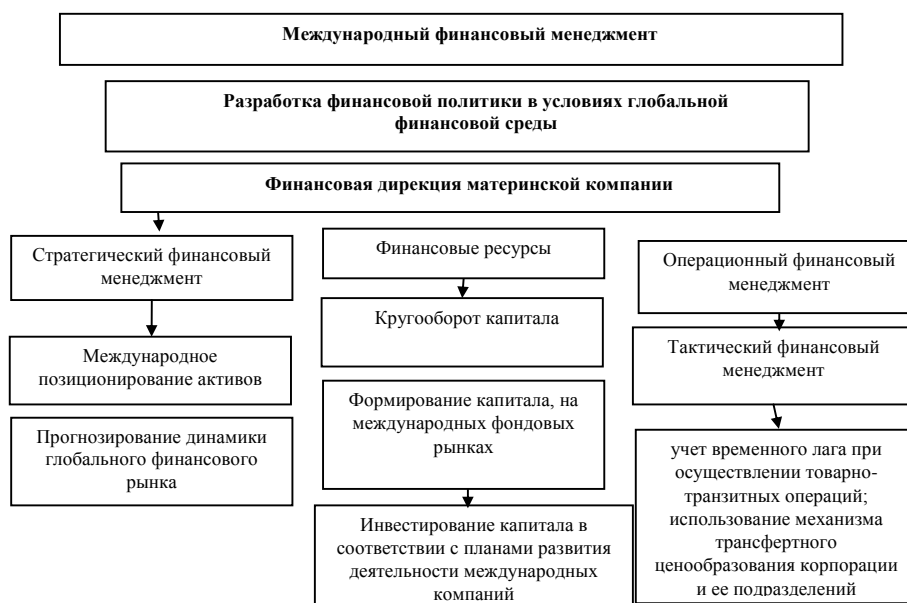 Международный финансовый менеджмент
Разработка финансовой политики в условиях глобальной
финансовой среды
Финансовая дирекция материнской компании
Стратегический финансовый
менеджмент
Международное
позиционирование активов
Прогнозирование динамики
глобального финансового
рынка
Финансовые ресурсы
Кругооборот капитала
Формирование капитала, на
международных фондовых
рынках
Инвестирование капитала в
соответствии с планами развития
деятельности международных
компаний
Операционный финансовый
менеджмент
Тактический финансовый
менеджмент
учет временного лага при
осуществлении товарно-
транзитных операций;
использование механизма
трансфертного
ценообразования корпорации
и ее подразделений